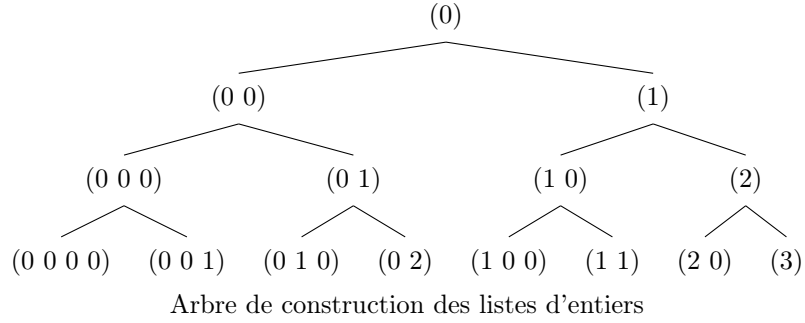 (0)
(0 0) (1)
(0 0 0) (0 1) (1 0) (2)
(0 0 0 0) (0 0 1) (0 1 0) (0 2) (1 0 0) (1 1) (2 0) (3)
Arbre de construction des listes d'entiers